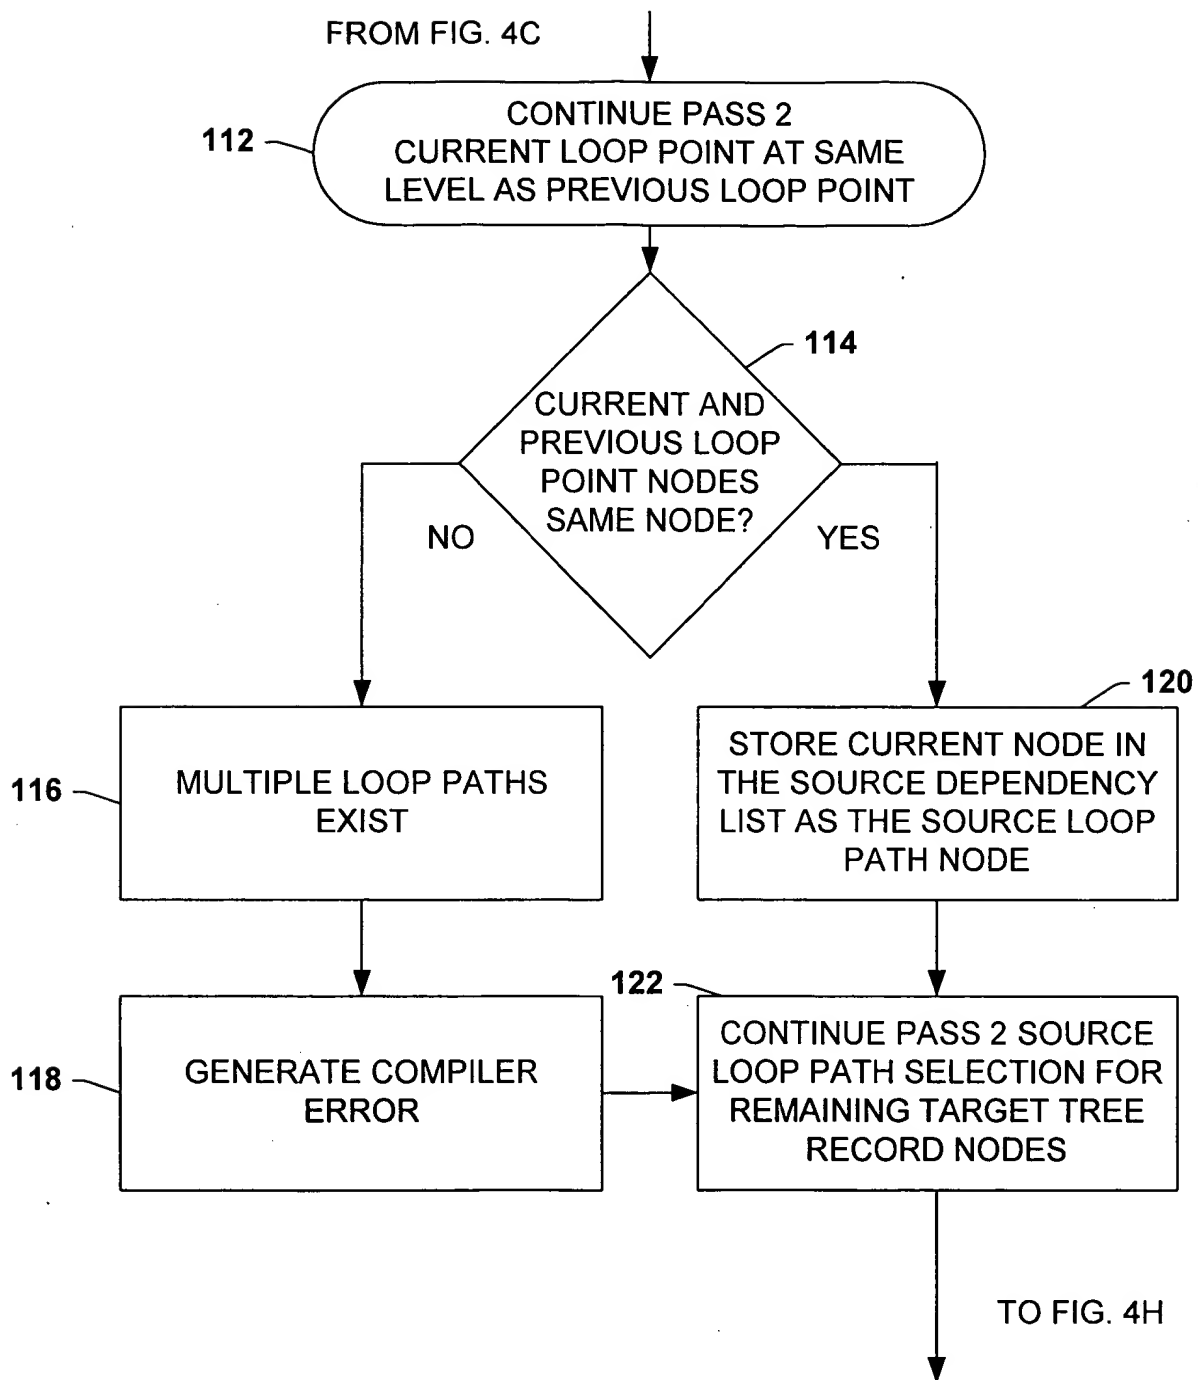 FROM FIG. 4C
112
CONTINUE PASS 2
CURRENT LOOP POINT AT SAME
LEVEL AS PREVIOUS LOOP POINT
114
CURRENT AND
PREVIOUS LOOP
POINT NODES
SAME NODE?
NO
YES
116
MULTIPLE LOOP PATHS
EXIST
120
STORE CURRENT NODE IN
THE SOURCE DEPENDENCY
LIST AS THE SOURCE LOOP
PATH NODE
118
GENERATE COMPILER
ERROR
122
CONTINUE PASS 2 SOURCE
LOOP PATH SELECTION FOR
REMAINING TARGET TREE
RECORD NODES
TO FIG. 4H